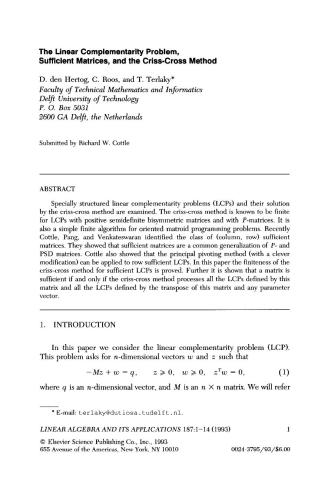 The Linear Complementarity Problem,
Sufficient Matrices, and the Criss-Cross Method
D. den Hertog, C. Roos, and T. Terlaky*
Faculty of Technical Mathematics and Informatics
Delft University of Technology
P. O. Box 5031
2600 GA Delft, the Netherlands
Submitted by Richard W. Cottle
ABSTRACT
Specially structured linear complementarity problems (LCPs) and their solution
by the criss-cross method are examined. The criss-cross method is known to be finite
for LCPs with positive semidefinite bisymmetric matrices and with P-matrices. It is
also a simple finite algorithm for oriented matroid programming problems. Recently
Cottle, Pang, and Venkateswaran identified the class of (column, row) sufficient
matrices. They showed that sufficient matrices are a common generalization of P- and
PSD matrices. Cottle also showed that the principal pivoting method (with a clever
modification) can be applied to row sufficient LCPs. In this paper the finiteness of the
criss-cross method for sufficient LCPs is proved. Further it is shown that a matrix is
sufficient if and only if the criss-cross method processes all the LCPs defined by this
matrix and all the LCPs defined by the transpose of this matrix and any parameter
vector.
1. INTRODUCTION
In this paper we consider the linear complementarity problem (LCP).
This problem asks for n-dimensional vectors w and z such that
−Mz + w = q, z ⩾ 0, w ⩾ 0, zᵀw = 0, (1)
where q is an n-dimensional vector, and M is an n × n matrix. We will refer
* E-mail: terlaky@dutiosa.tudelft.nl.
LINEAR ALGEBRA AND ITS APPLICATIONS 187:1–14 (1993) 1
© Elsevier Science Publishing Co., Inc., 1993
655 Avenue of the Americas, New York, NY 10010 0024-3795/93/$6.00